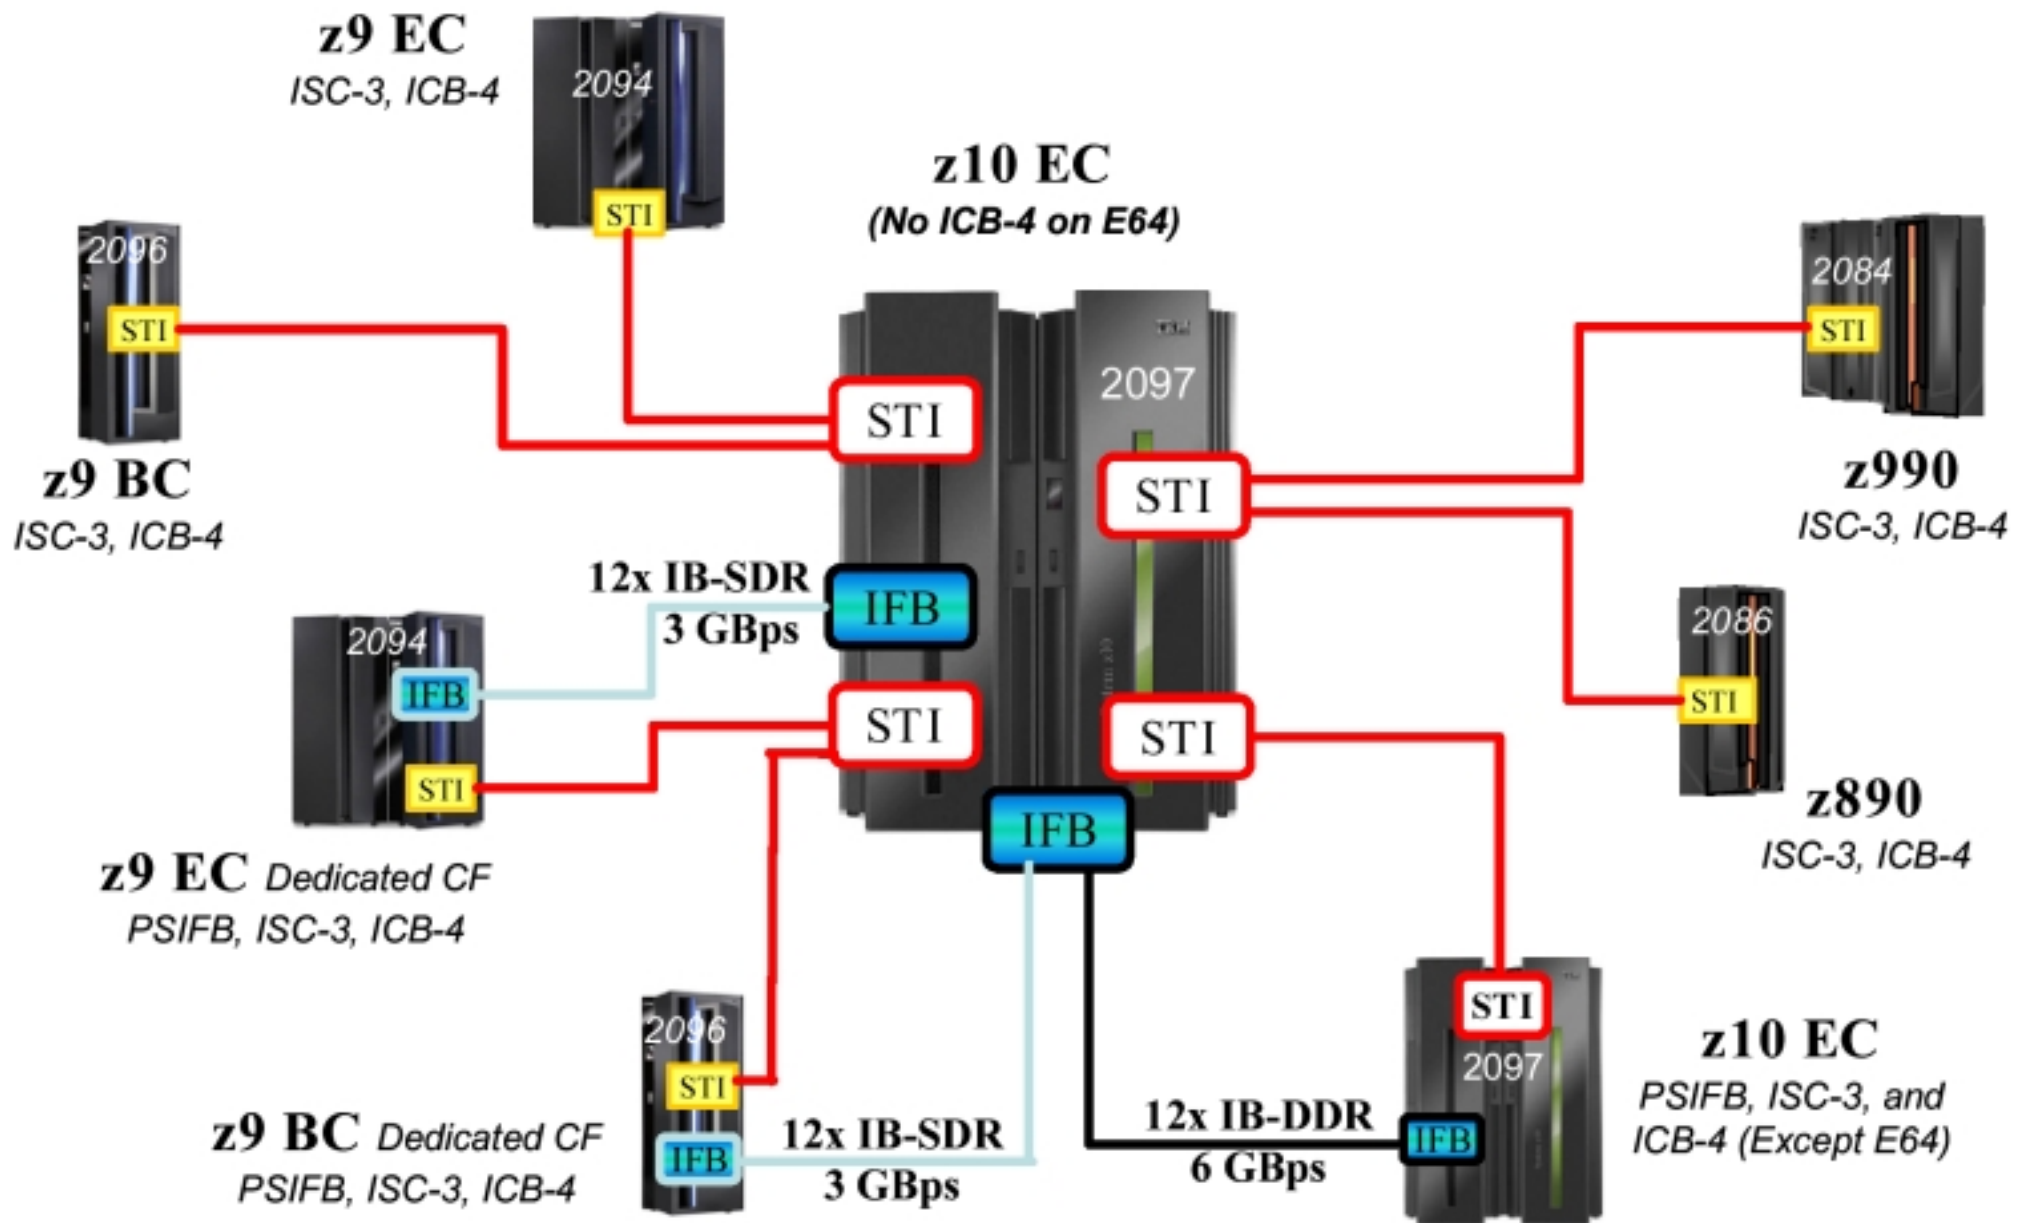 z9 EC
ISC-3, ICB-4
2094
STI
z10 EC
(No ICB-4 on E64)
2096
STI
z9 BC
ISC-3, ICB-4
2084
STI
z990
ISC-3, ICB-4
2097
STI
STI
12x IB-SDR
3 GBps
IFB
2094
IFB
STI
z9 EC Dedicated CF
PSIFB, ISC-3, ICB-4
STI
STI
IFB
2086
STI
z890
ISC-3, ICB-4
2096
STI
IFB
z9 BC Dedicated CF
PSIFB, ISC-3, ICB-4
12x IB-SDR
3 GBps
12x IB-DDR
6 GBps
STI
2097
IFB
z10 EC
PSIFB, ISC-3, and
ICB-4 (Except E64)